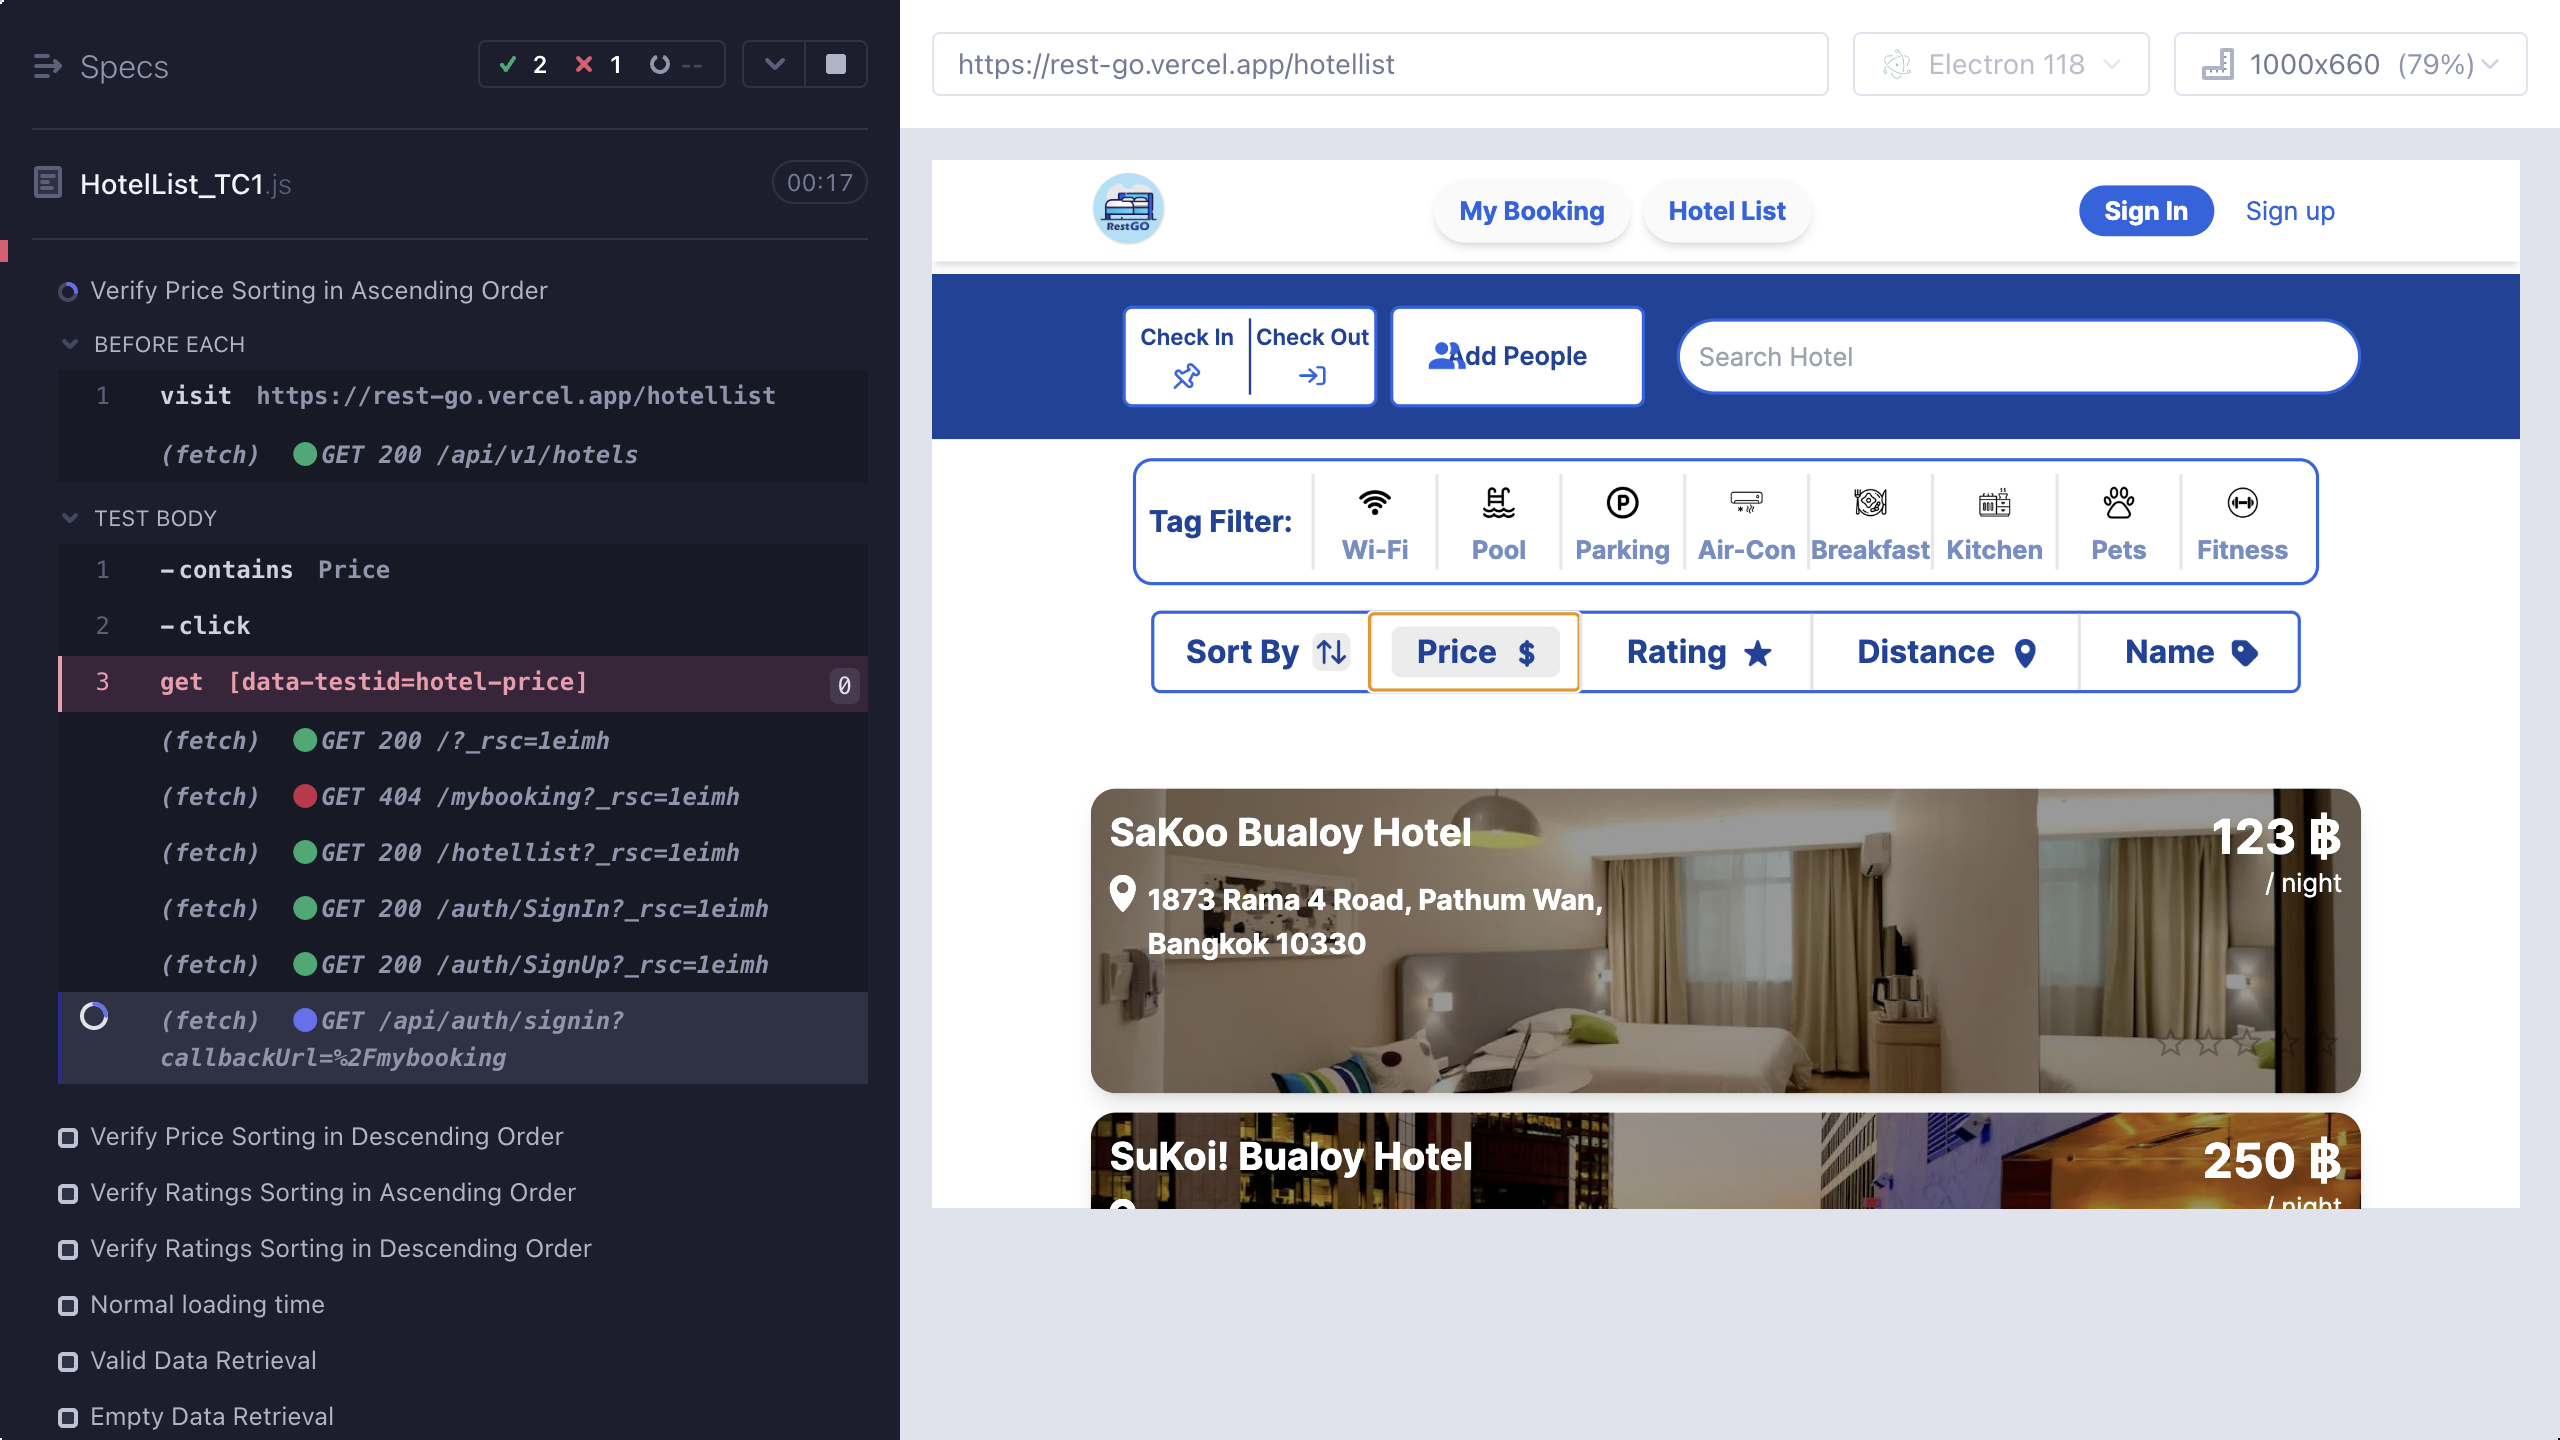 Specs
2
1
--
HotelList_TC1.js
00:17
Verify Price Sorting in Ascending Order
BEFORE EACH
1 visit https://rest-go.vercel.app/hotellist
(fetch) GET 200 /api/v1/hotels
TEST BODY
1 -contains Price
2 -click
3 get [data-testid=hotel-price] 0
(fetch) GET 200 /?_rsc=1eimh
(fetch) GET 404 /mybooking?_rsc=1eimh
(fetch) GET 200 /hotellist?_rsc=1eimh
(fetch) GET 200 /auth/SignIn?_rsc=1eimh
(fetch) GET 200 /auth/SignUp?_rsc=1eimh
(fetch) GET /api/auth/signin?
callbackUrl=%2Fmybooking
Verify Price Sorting in Descending Order
Verify Ratings Sorting in Ascending Order
Verify Ratings Sorting in Descending Order
Normal loading time
Valid Data Retrieval
Empty Data Retrieval
https://rest-go.vercel.app/hotellist
Electron 118
1000x660 (79%)
RestGO
My Booking
Hotel List
Sign In
Sign up
Check In
Check Out
Add People
Search Hotel
Tag Filter:
Wi-Fi
Pool
Parking
Air-Con
Breakfast
Kitchen
Pets
Fitness
Sort By
Price $
Rating
Distance
Name
SaKoo Bualoy Hotel
123 ฿
/ night
1873 Rama 4 Road, Pathum Wan,
Bangkok 10330
SuKoi! Bualoy Hotel
250 ฿
/ night